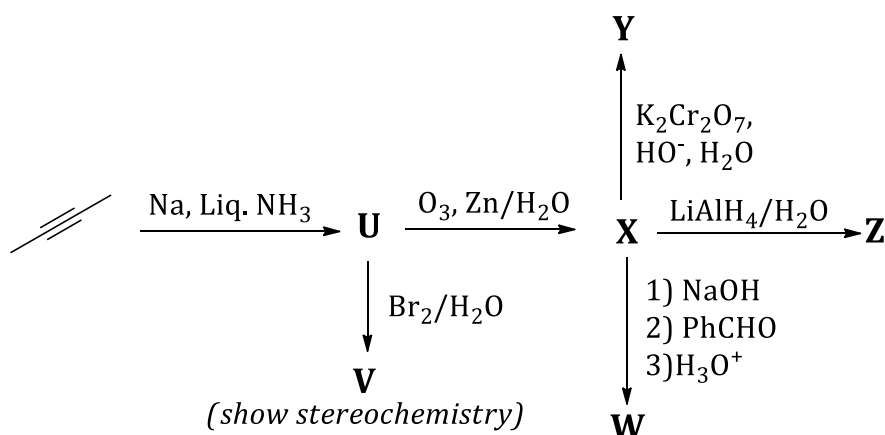 Y
K₂Cr₂O₇,
HO⁻, H₂O
Na, Liq. NH₃
U
O₃, Zn/H₂O
X
LiAlH₄/H₂O
Z
Br₂/H₂O
V
(show stereochemistry)
1) NaOH
2) PhCHO
3)H₃O⁺
W